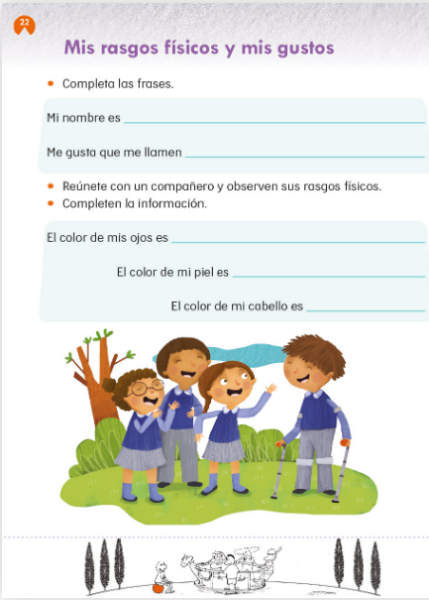 22
Mis rasgos físicos y mis gustos
• Completa las frases.
Mi nombre es
Me gusta que me llamen
• Reúnete con un compañero y observen sus rasgos físicos.
• Completen la información.
El color de mis ojos es
El color de mi piel es
El color de mi cabello es